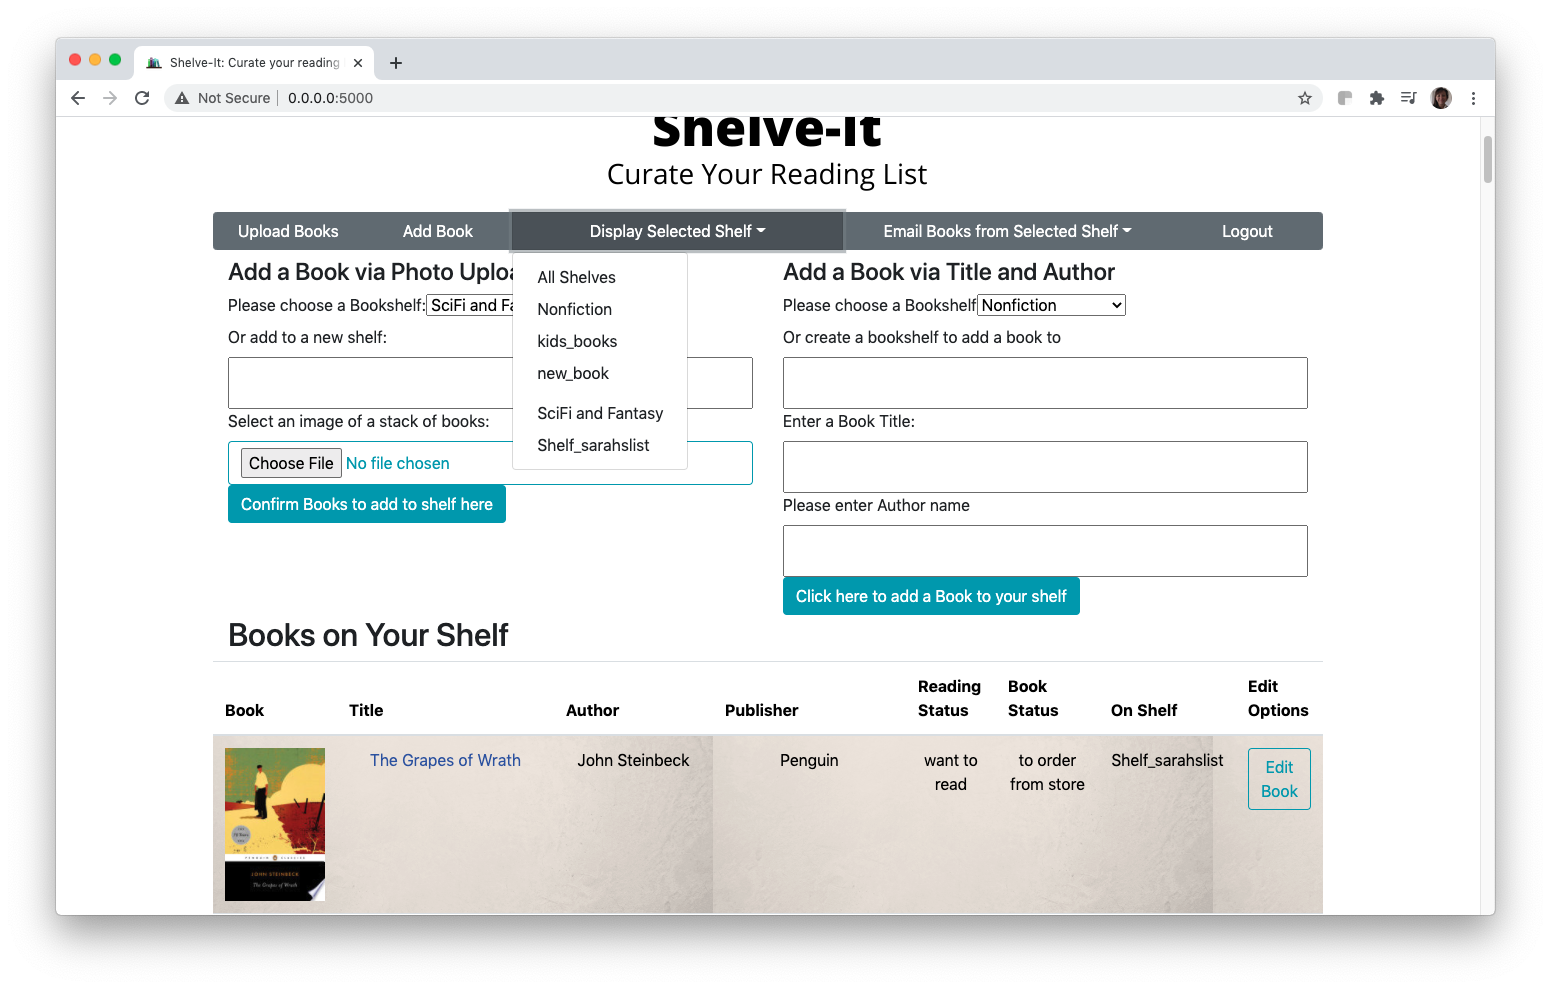 Shelve-It: Curate your reading
Not Secure
0.0.0.0:5000
Shelve-It
Curate Your Reading List
Upload Books
Add Book
Display Selected Shelf
Email Books from Selected Shelf
Logout
All Shelves
Nonfiction
kids_books
new_book
SciFi and Fantasy
Shelf_sarahslist
Add a Book via Photo Uplo
Please choose a Bookshelf: SciFi and Fa
Or add to a new shelf:
Select an image of a stack of books:
Choose File No file chosen
Confirm Books to add to shelf here
Add a Book via Title and Author
Please choose a Bookshelf Nonfiction
Or create a bookshelf to add a book to
Enter a Book Title:
Please enter Author name
Click here to add a Book to your shelf
Books on Your Shelf
Book
Title
Author
Publisher
Reading
Status
Book
Status
On Shelf
Edit
Options
PENGUIN CLASSICS
JOHN STEINBECK
The Grapes of Wrath
The Grapes of Wrath
John Steinbeck
Penguin
want to
read
to order
from store
Shelf_sarahslist
Edit
Book